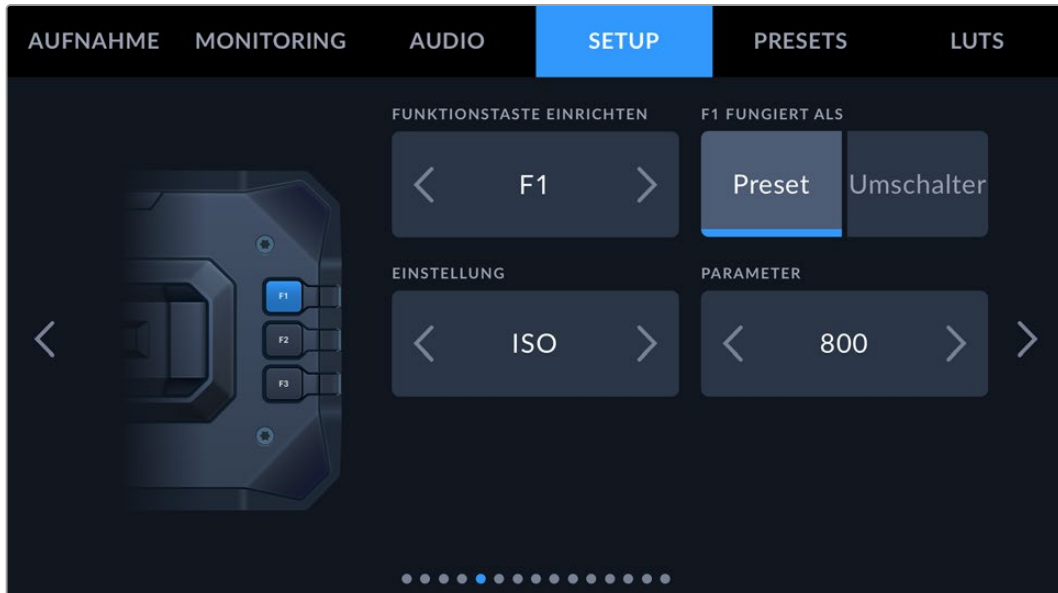 AUFNAHME MONITORING AUDIO SETUP PRESETS LUTS
FUNKTIONSTASTE EINRICHTEN
F1
F1 FUNGIERT ALS
Preset Umschalter
F1
F2
F3
EINSTELLUNG
ISO
PARAMETER
800